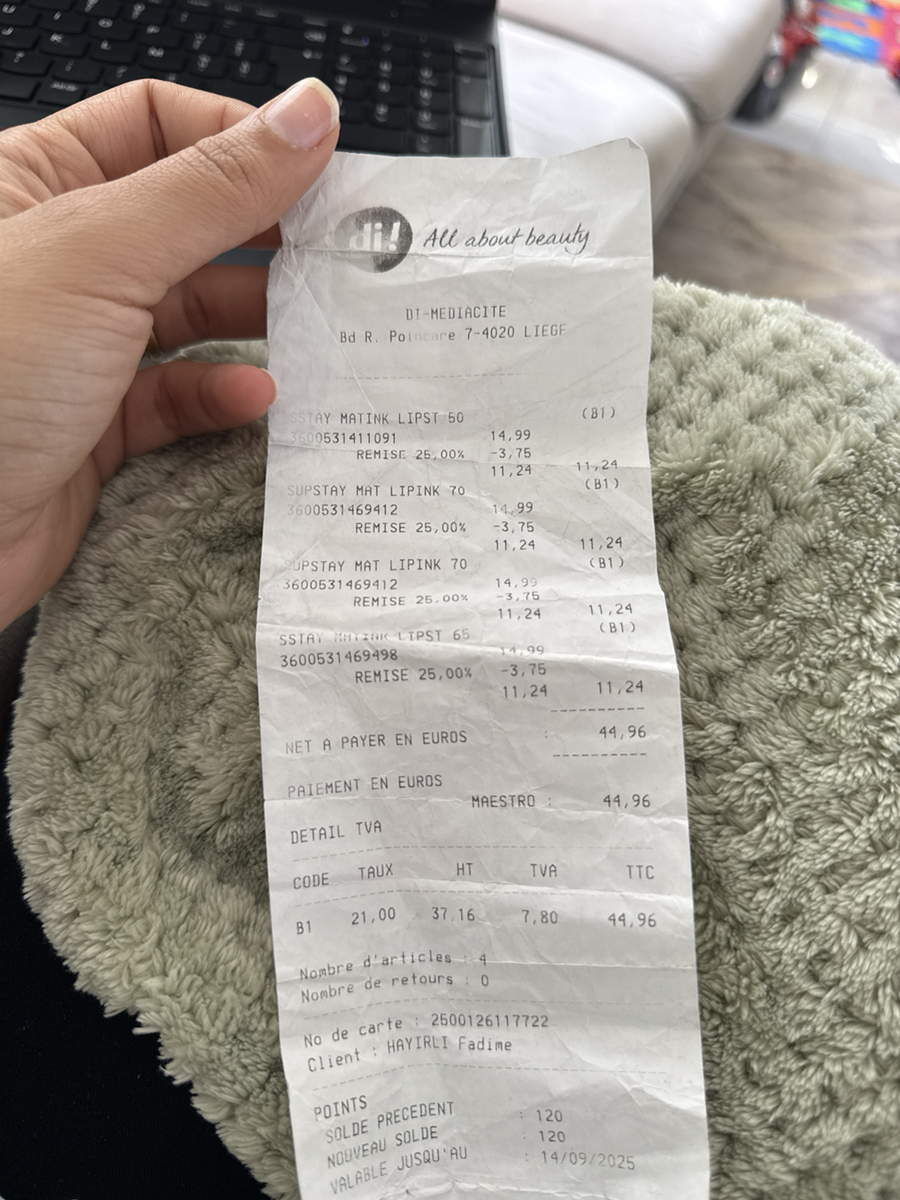 di! All about beauty
DI-MEDIACITE
Bd R. Poincare 7-4020 LIEGE
SSTAY MATINK LIPST 50 (B1)
3600531411091 14,99
REMISE 25,00% -3,75
11,24 11,24
SUPSTAY MAT LIPINK 70 (B1)
3600531469412 14,99
REMISE 25,00% -3,75
11,24 11,24
SUPSTAY MAT LIPINK 70 (B1)
3600531469412 14,99
REMISE 25,00% -3,75
11,24 11,24
SSTAY MATINK LIPST 65 (B1)
3600531469498 14,99
REMISE 25,00% -3,75
11,24 11,24
NET A PAYER EN EUROS : 44,96
PAIEMENT EN EUROS
MAESTRO : 44,96
DETAIL TVA
CODE TAUX HT TVA TTC
B1 21,00 37,16 7,80 44,96
Nombre d'articles : 4
Nombre de retours : 0
No de carte : 2500126117722
Client : HAYIRLI Fadime
POINTS
SOLDE PRECEDENT : 120
NOUVEAU SOLDE : 120
VALABLE JUSQU'AU : 14/09/2025